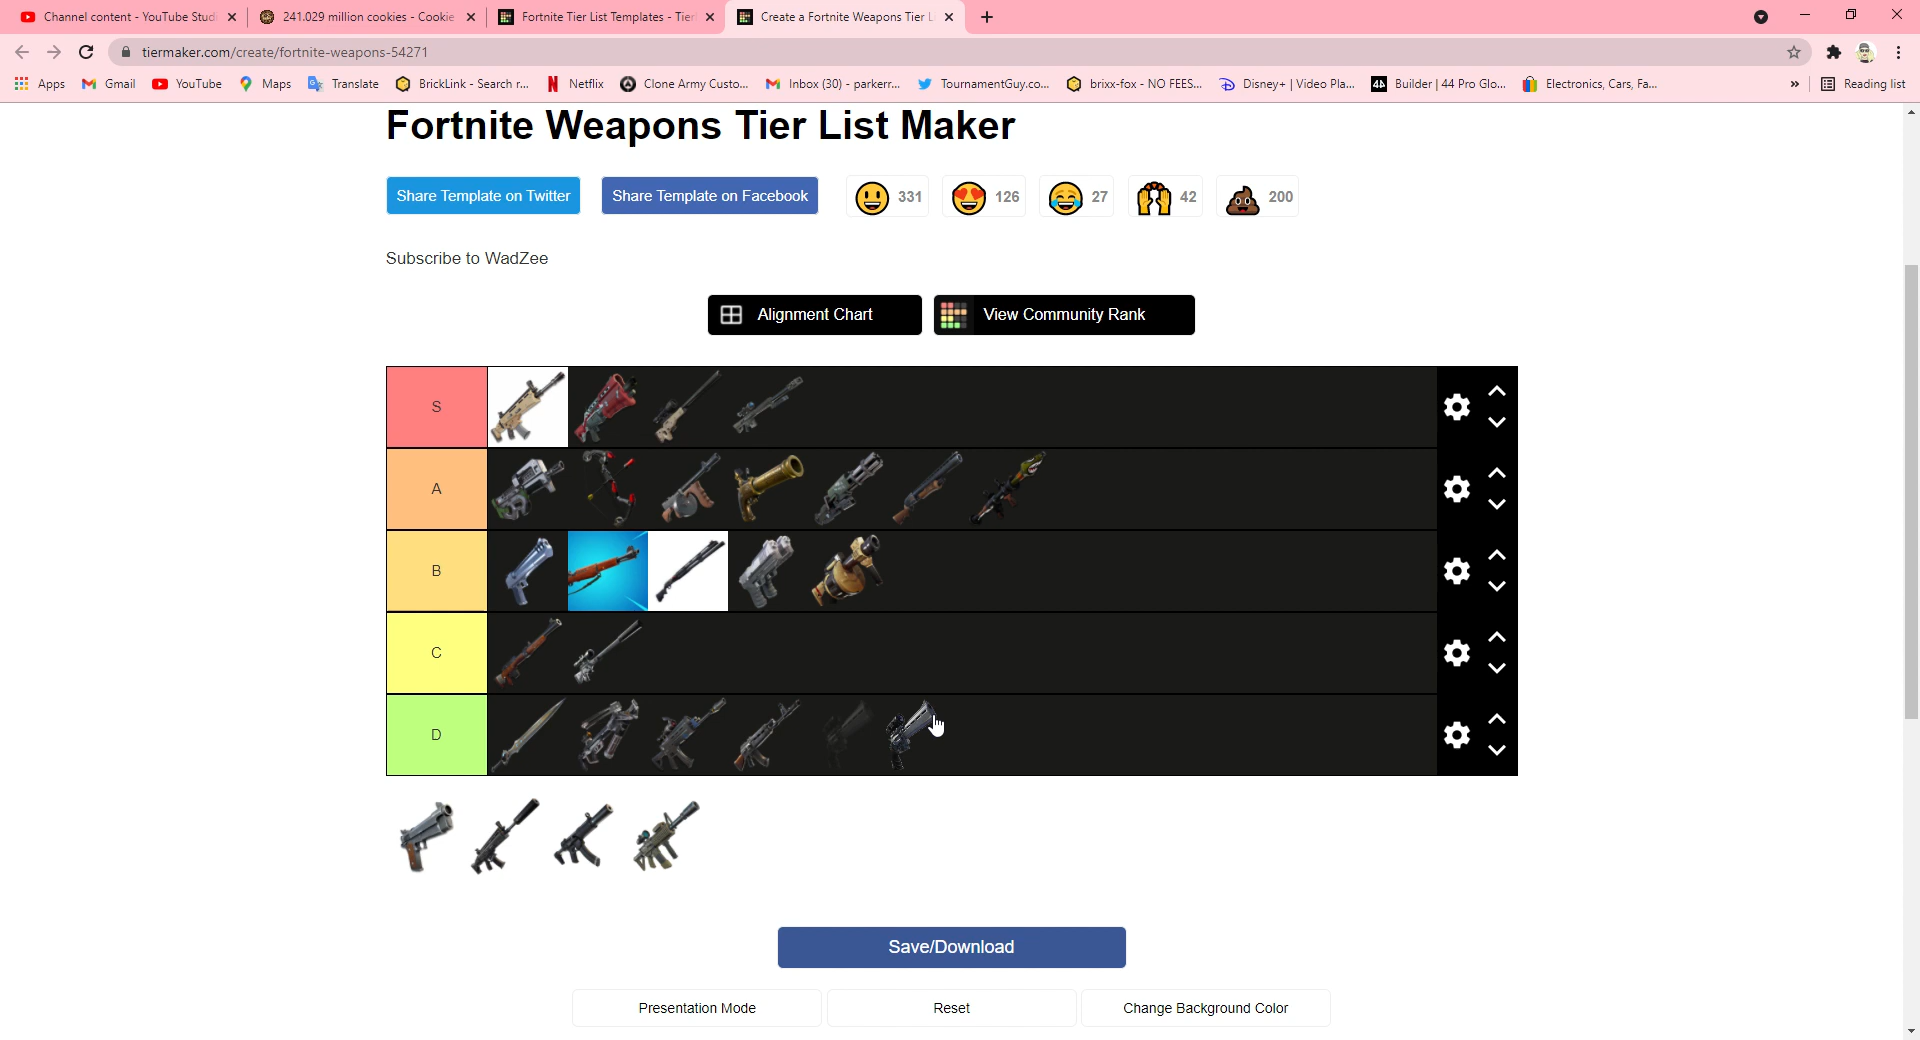 Channel content - YouTube Studi
241.029 million cookies - Cookie
Fortnite Tier List Templates - Tier
Create a Fortnite Weapons Tier L
tiermaker.com/create/fortnite-weapons-54271
Apps
Gmail
YouTube
Maps
Translate
BrickLink - Search r...
Netflix
Clone Army Custo...
Inbox (30) - parkerr...
TournamentGuy.co...
brixx-fox - NO FEES...
Disney+ | Video Pla...
Builder | 44 Pro Glo...
Electronics, Cars, Fa...
»
Reading list
Fortnite Weapons Tier List Maker
Share Template on Twitter
Share Template on Facebook
331
126
27
42
200
Subscribe to WadZee
Alignment Chart
View Community Rank
S
A
B
C
D
Save/Download
Presentation Mode
Reset
Change Background Color